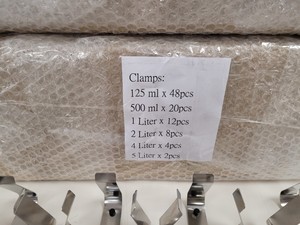 Clamps:
125 ml x 48pcs
500 ml x 20pcs
1 Liter x 12pcs
2 Liter x 8pcs
4 Liter x 4pcs
5 Liter x 2pcs